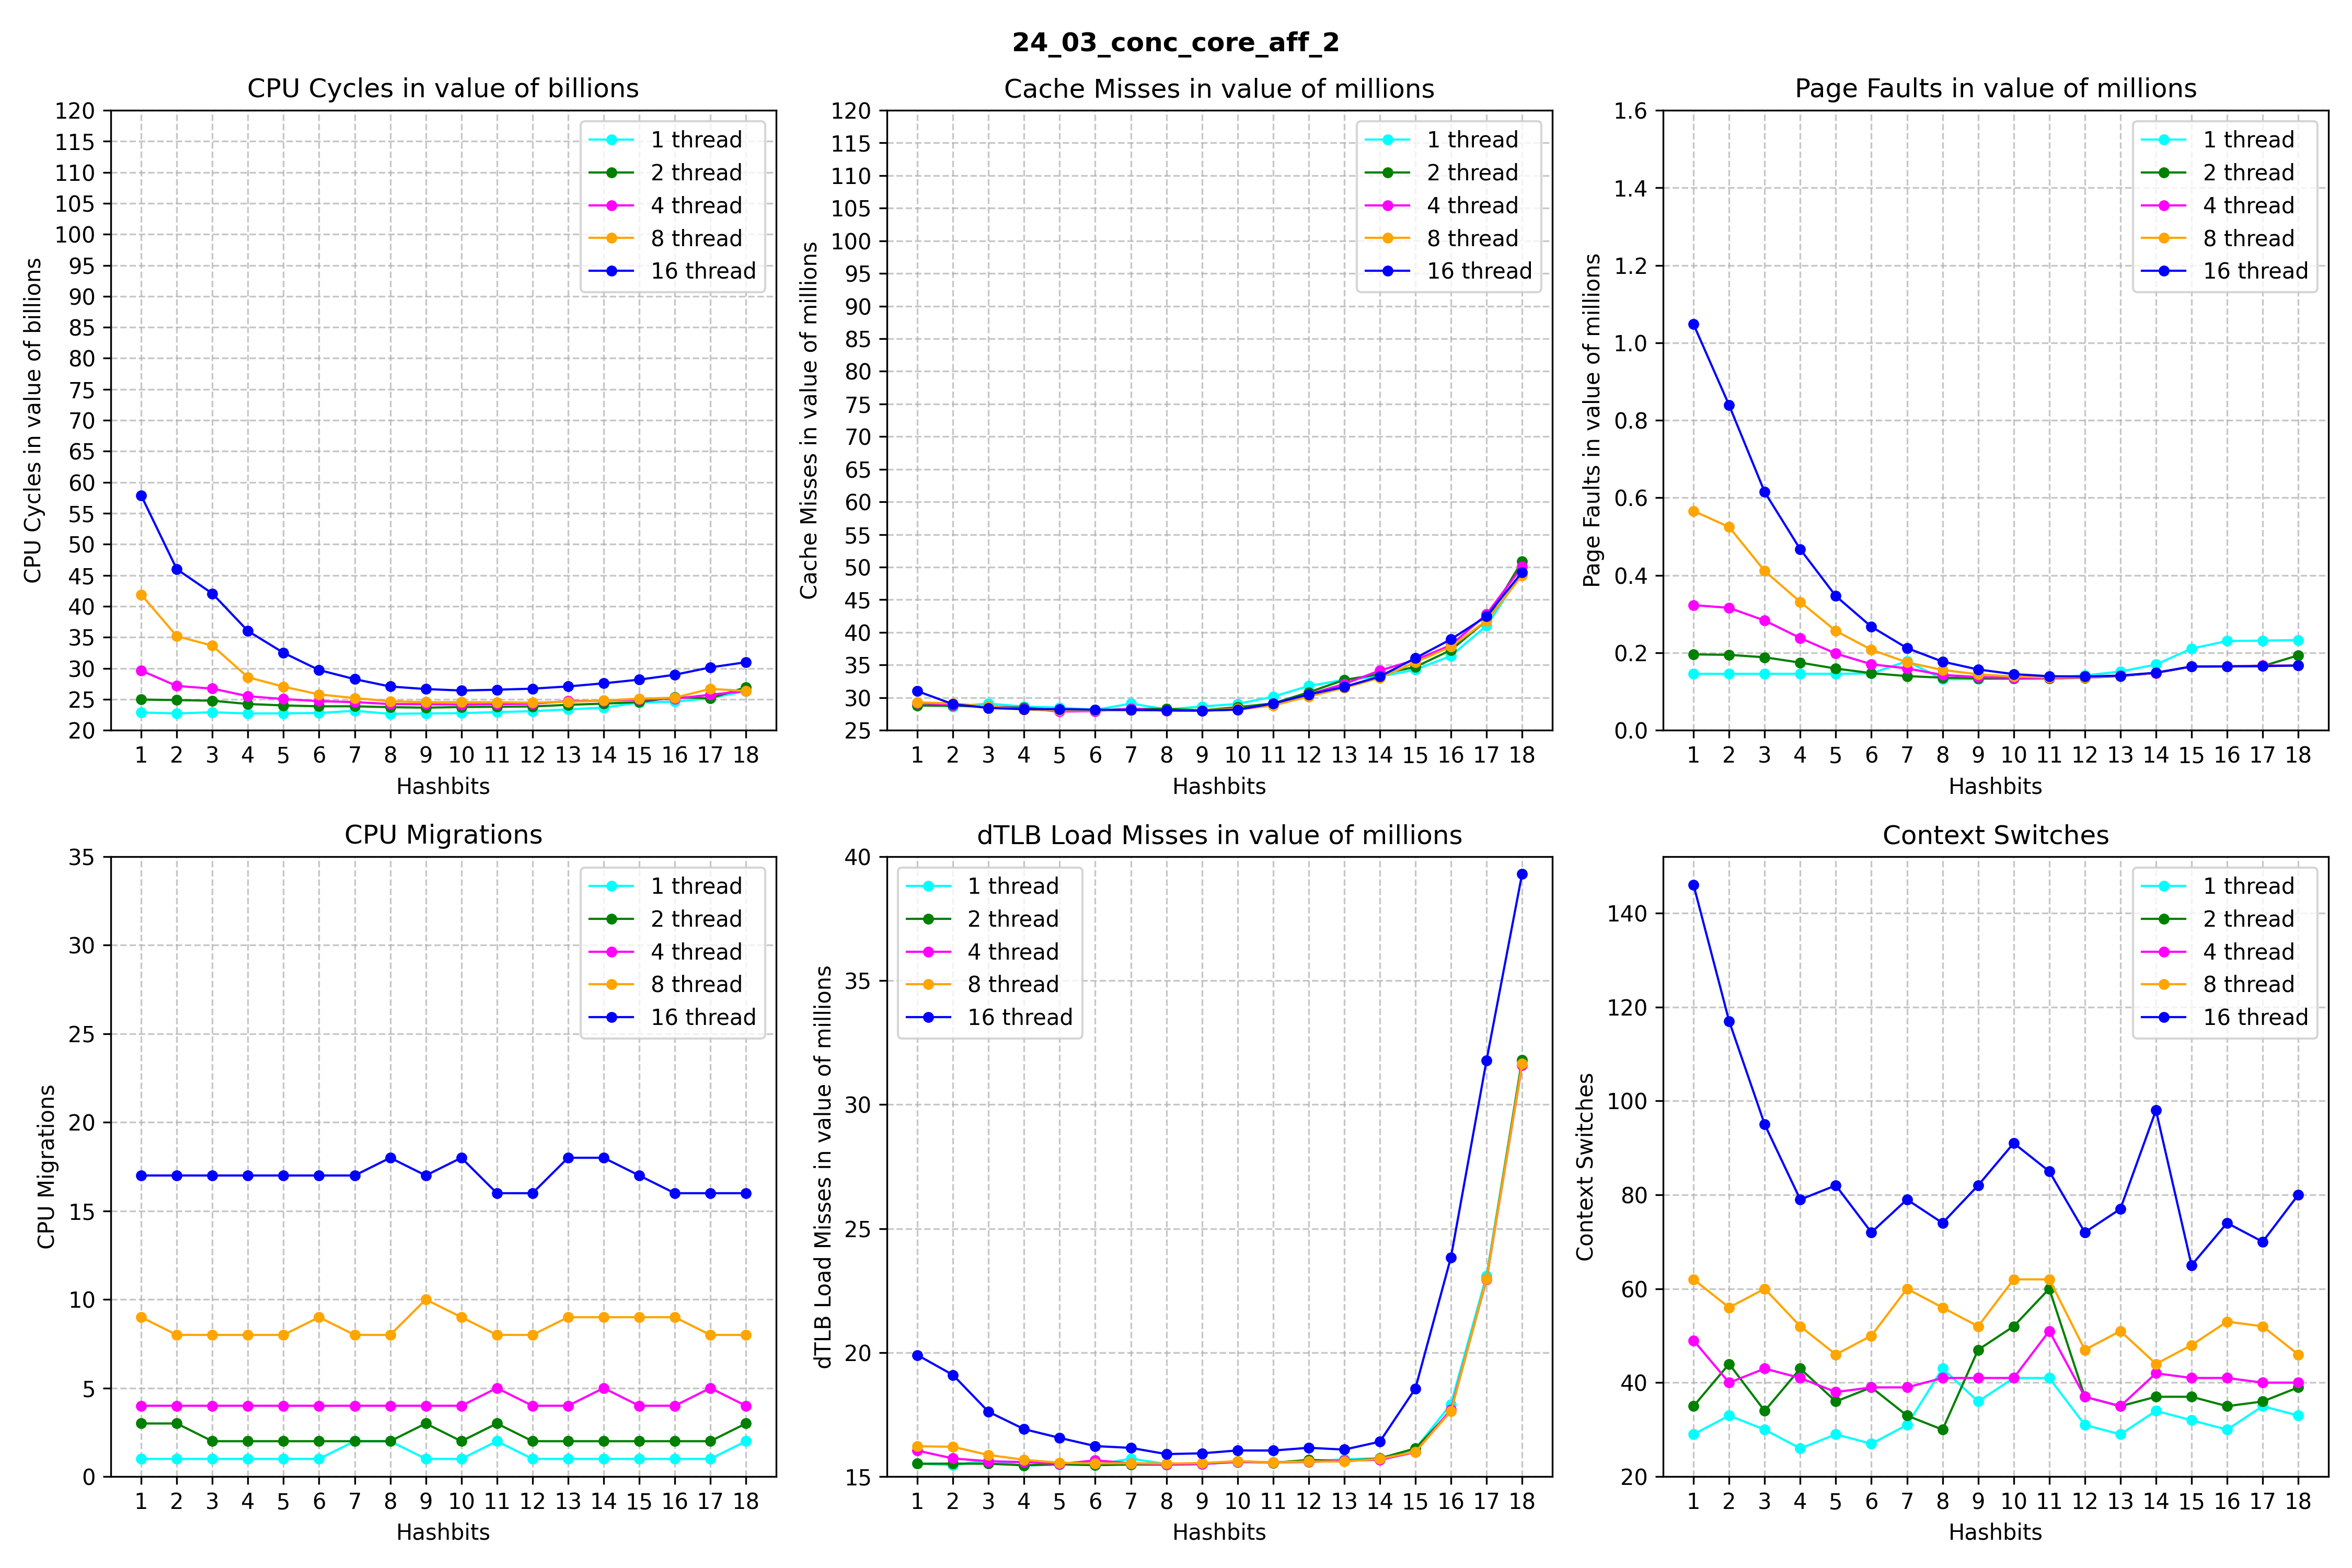 24_03_conc_core_aff_2
CPU Cycles in value of billions
CPU Cycles in value of billions
120
115
110
105
100
95
90
85
80
75
70
65
60
55
50
45
40
35
30
25
20
1 thread
2 thread
4 thread
8 thread
16 thread
1 2 3 4 5 6 7 8 9 10 11 12 13 14 15 16 17 18
Hashbits
Cache Misses in value of millions
Cache Misses in value of millions
120
115
110
105
100
95
90
85
80
75
70
65
60
55
50
45
40
35
30
25
1 thread
2 thread
4 thread
8 thread
16 thread
1 2 3 4 5 6 7 8 9 10 11 12 13 14 15 16 17 18
Hashbits
Page Faults in value of millions
Page Faults in value of millions
1.6
1.4
1.2
1.0
0.8
0.6
0.4
0.2
0.0
1 thread
2 thread
4 thread
8 thread
16 thread
1 2 3 4 5 6 7 8 9 10 11 12 13 14 15 16 17 18
Hashbits
CPU Migrations
CPU Migrations
35
30
25
20
15
10
5
0
1 thread
2 thread
4 thread
8 thread
16 thread
1 2 3 4 5 6 7 8 9 10 11 12 13 14 15 16 17 18
Hashbits
dTLB Load Misses in value of millions
dTLB Load Misses in value of millions
40
35
30
25
20
15
1 thread
2 thread
4 thread
8 thread
16 thread
1 2 3 4 5 6 7 8 9 10 11 12 13 14 15 16 17 18
Hashbits
Context Switches
Context Switches
140
120
100
80
60
40
20
1 thread
2 thread
4 thread
8 thread
16 thread
1 2 3 4 5 6 7 8 9 10 11 12 13 14 15 16 17 18
Hashbits